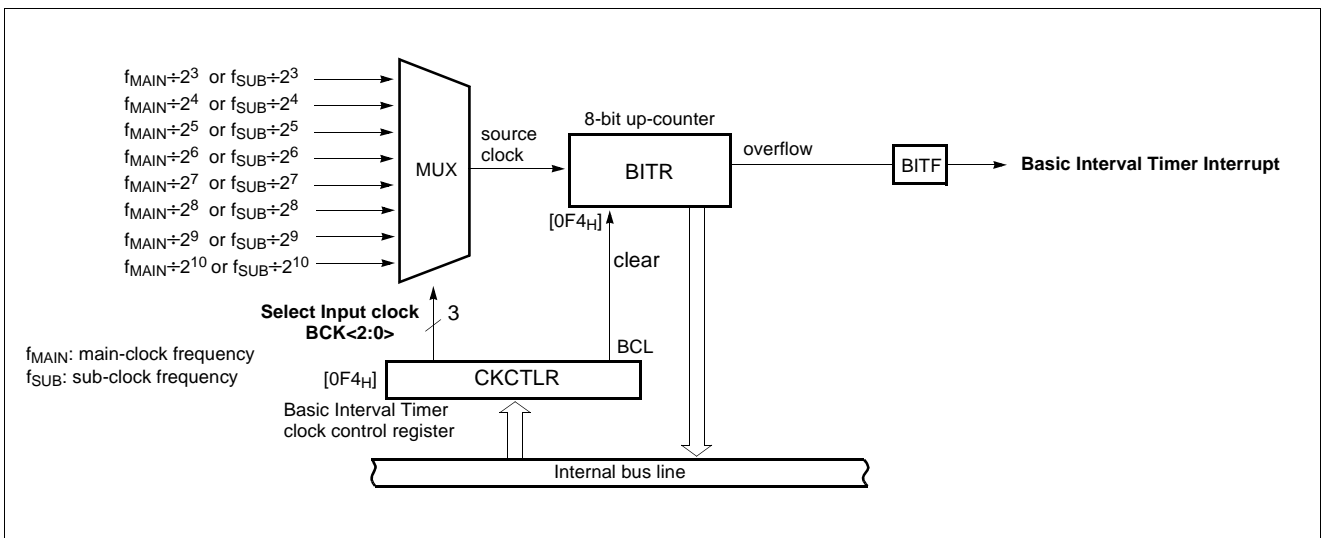 fMAIN÷2³ or fSUB÷2³
fMAIN÷2⁴ or fSUB÷2⁴
fMAIN÷2⁵ or fSUB÷2⁵
fMAIN÷2⁶ or fSUB÷2⁶
fMAIN÷2⁷ or fSUB÷2⁷
fMAIN÷2⁸ or fSUB÷2⁸
fMAIN÷2⁹ or fSUB÷2⁹
fMAIN÷2¹⁰ or fSUB÷2¹⁰
MUX
source
clock
8-bit up-counter
BITR
[0F4H]
overflow
BITF
Basic Interval Timer Interrupt
clear
Select Input clock
BCK<2:0>
3
BCL
fMAIN: main-clock frequency
fSUB: sub-clock frequency
[0F4H]
CKCTLR
Basic Interval Timer
clock control register
Internal bus line